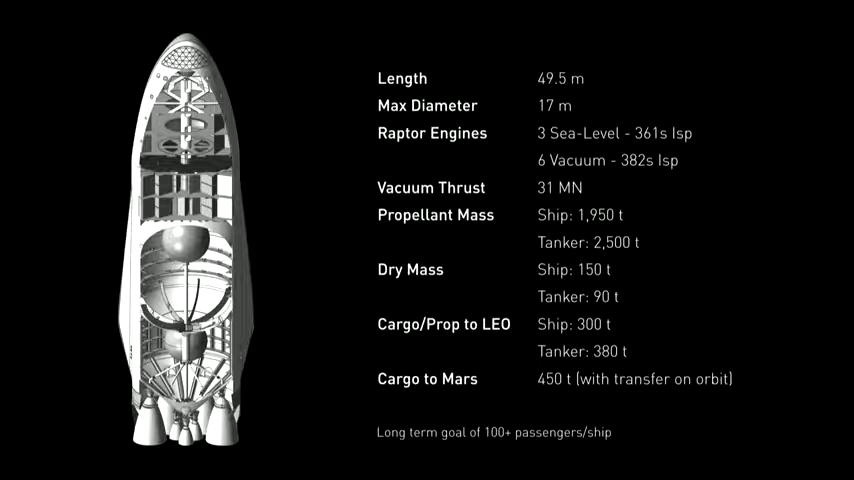 Length 49.5 m
Max Diameter 17 m
Raptor Engines 3 Sea-Level - 361s Isp
6 Vacuum - 382s Isp
Vacuum Thrust 31 MN
Propellant Mass Ship: 1,950 t
Tanker: 2,500 t
Dry Mass Ship: 150 t
Tanker: 90 t
Cargo/Prop to LEO Ship: 300 t
Tanker: 380 t
Cargo to Mars 450 t (with transfer on orbit)
Long term goal of 100+ passengers/ship